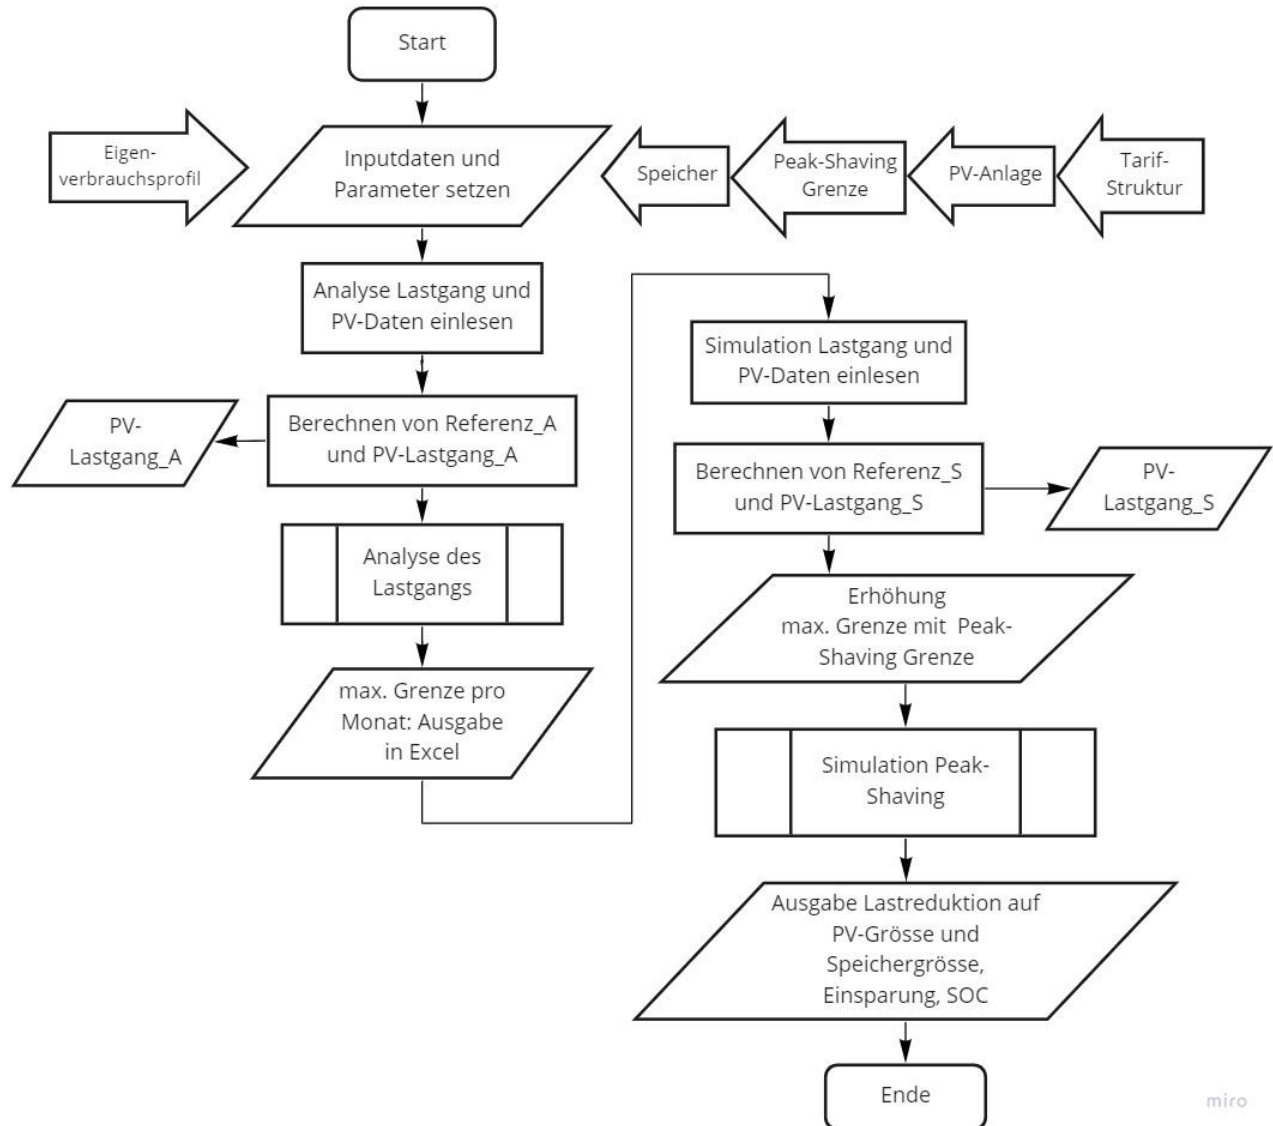 Start
Eigen-
verbrauchsprofil
Inputdaten und
Parameter setzen
Speicher
Peak-Shaving
Grenze
PV-Anlage
Tarif-
Struktur
Analyse Lastgang und
PV-Daten einlesen
Berechnen von Referenz_A
und PV-Lastgang_A
PV-
Lastgang_A
Analyse des
Lastgangs
max. Grenze pro
Monat: Ausgabe
in Excel
Simulation Lastgang und
PV-Daten einlesen
Berechnen von Referenz_S
und PV-Lastgang_S
PV-
Lastgang_S
Erhöhung
max. Grenze mit Peak-
Shaving Grenze
Simulation Peak-
Shaving
Ausgabe Lastreduktion auf
PV-Grösse und
Speichergrösse,
Einsparung, SOC
Ende
miro